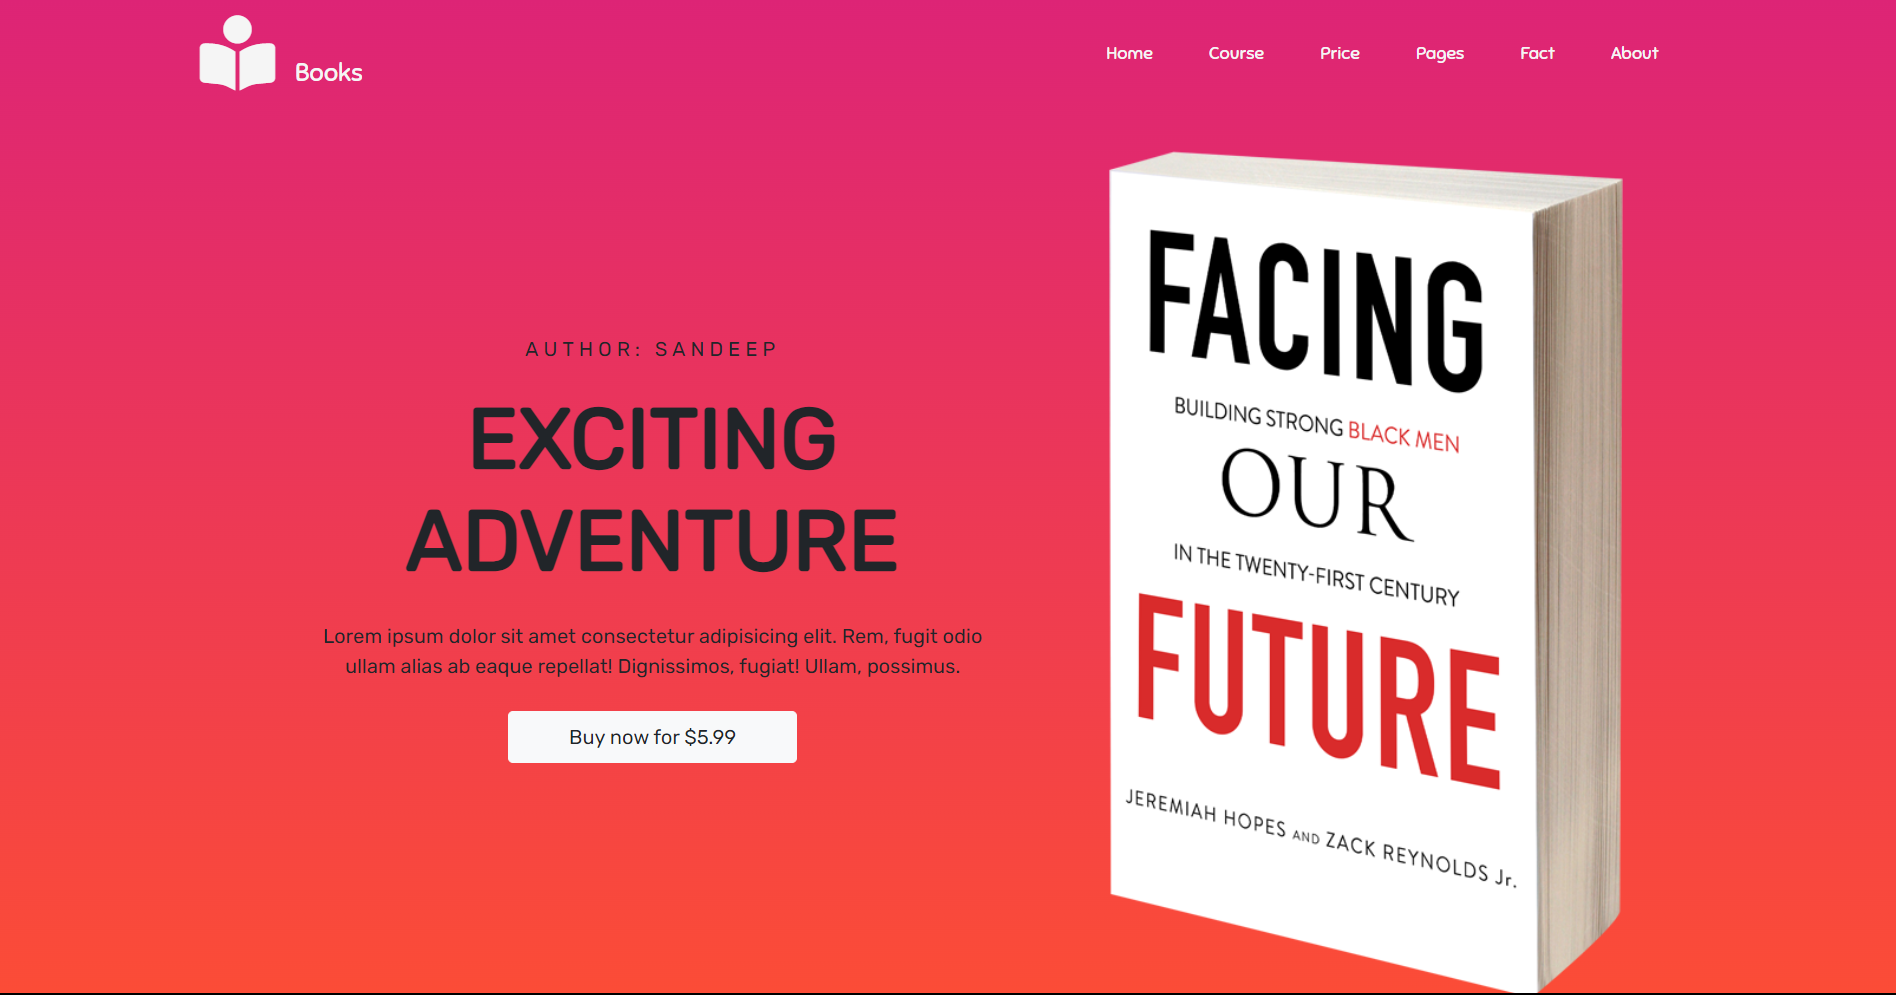 Books
Home Course Price Pages Fact About
AUTHOR: SANDEEP
EXCITING
ADVENTURE
Lorem ipsum dolor sit amet consectetur adipisicing elit. Rem, fugit odio
ullam alias ab eaque repellat! Dignissimos, fugiat! Ullam, possimus.
Buy now for $5.99
FACING
BUILDING STRONG BLACK MEN
OUR
IN THE TWENTY-FIRST CENTURY
FUTURE
JEREMIAH HOPES AND ZACK REYNOLDS Jr.